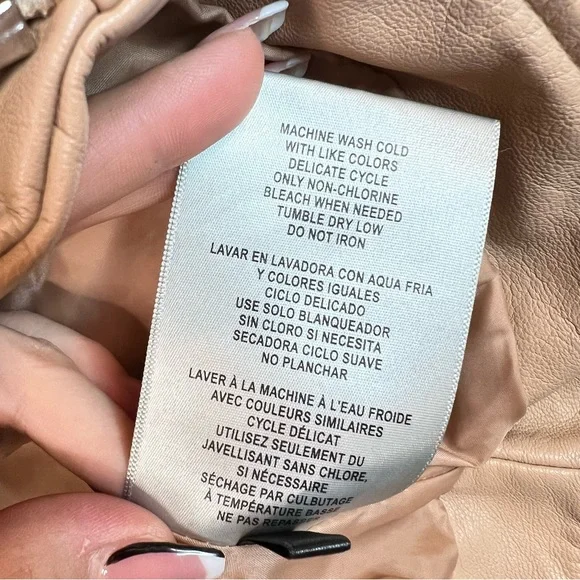 MACHINE WASH COLD
WITH LIKE COLORS
DELICATE CYCLE
ONLY NON-CHLORINE
BLEACH WHEN NEEDED
TUMBLE DRY LOW
DO NOT IRON
LAVAR EN LAVADORA CON AQUA FRIA
Y COLORES IGUALES
CICLO DELICADO
USE SOLO BLANQUEADOR
SIN CLORO SI NECESITA
SECADORA CICLO SUAVE
NO PLANCHAR
LAVER À LA MACHINE À L'EAU FROIDE
AVEC COULEURS SIMILAIRES
CYCLE DÉLICAT
UTILISEZ SEULEMENT DU
JAVELLISANT SANS CHLORE,
SI NÉCESSAIRE
SÉCHAGE PAR CULBUTAGE
À TEMPÉRATURE BASSE
NE PAS REPASSER